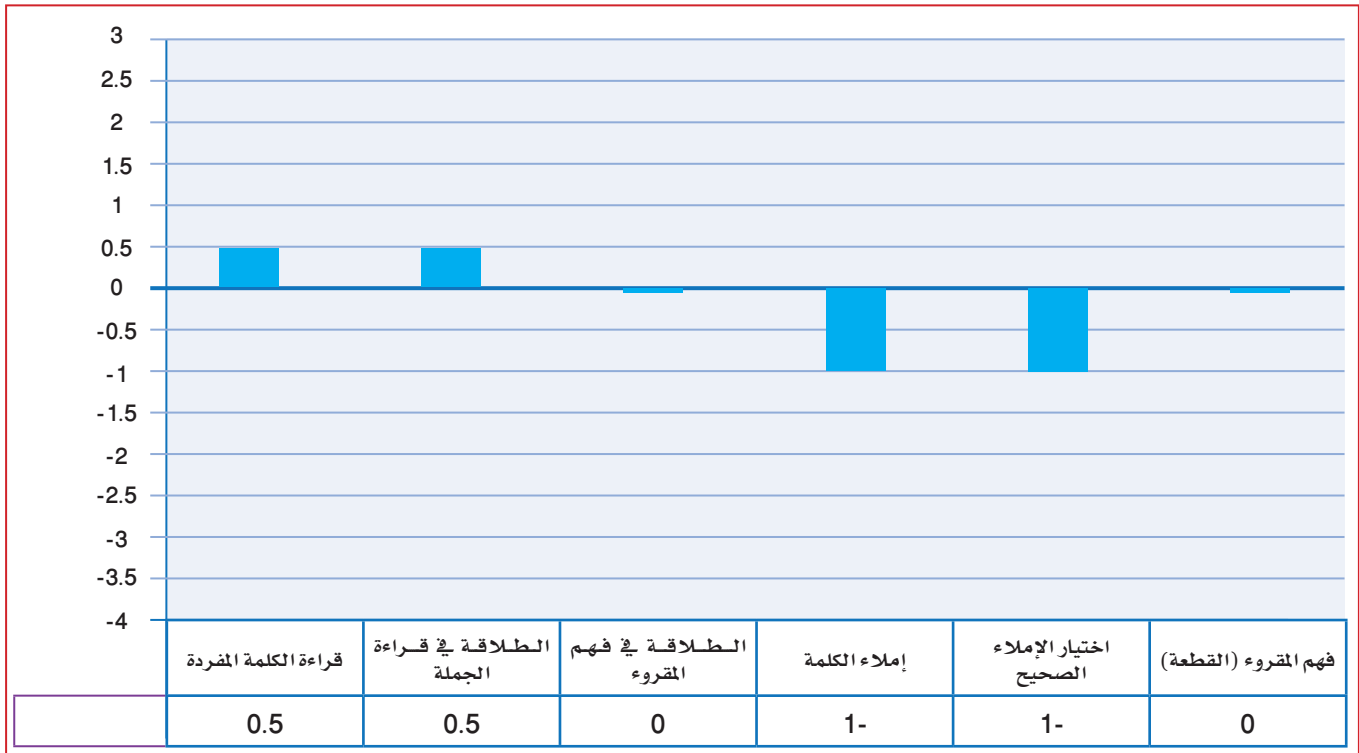 3
2.5
2
1.5
1
0.5
0
-0.5
-1
-1.5
-2
-2.5
-3
-3.5
-4
قراءة الكلمة المفردة
الطلاقة في قراءة
الجملة
الطلاقة في فهم
المقروء
إملاء الكلمة
اختيار الإملاء
الصحيح
فهم المقروء (القطعة)
0.5
0.5
0
1-
1-
0